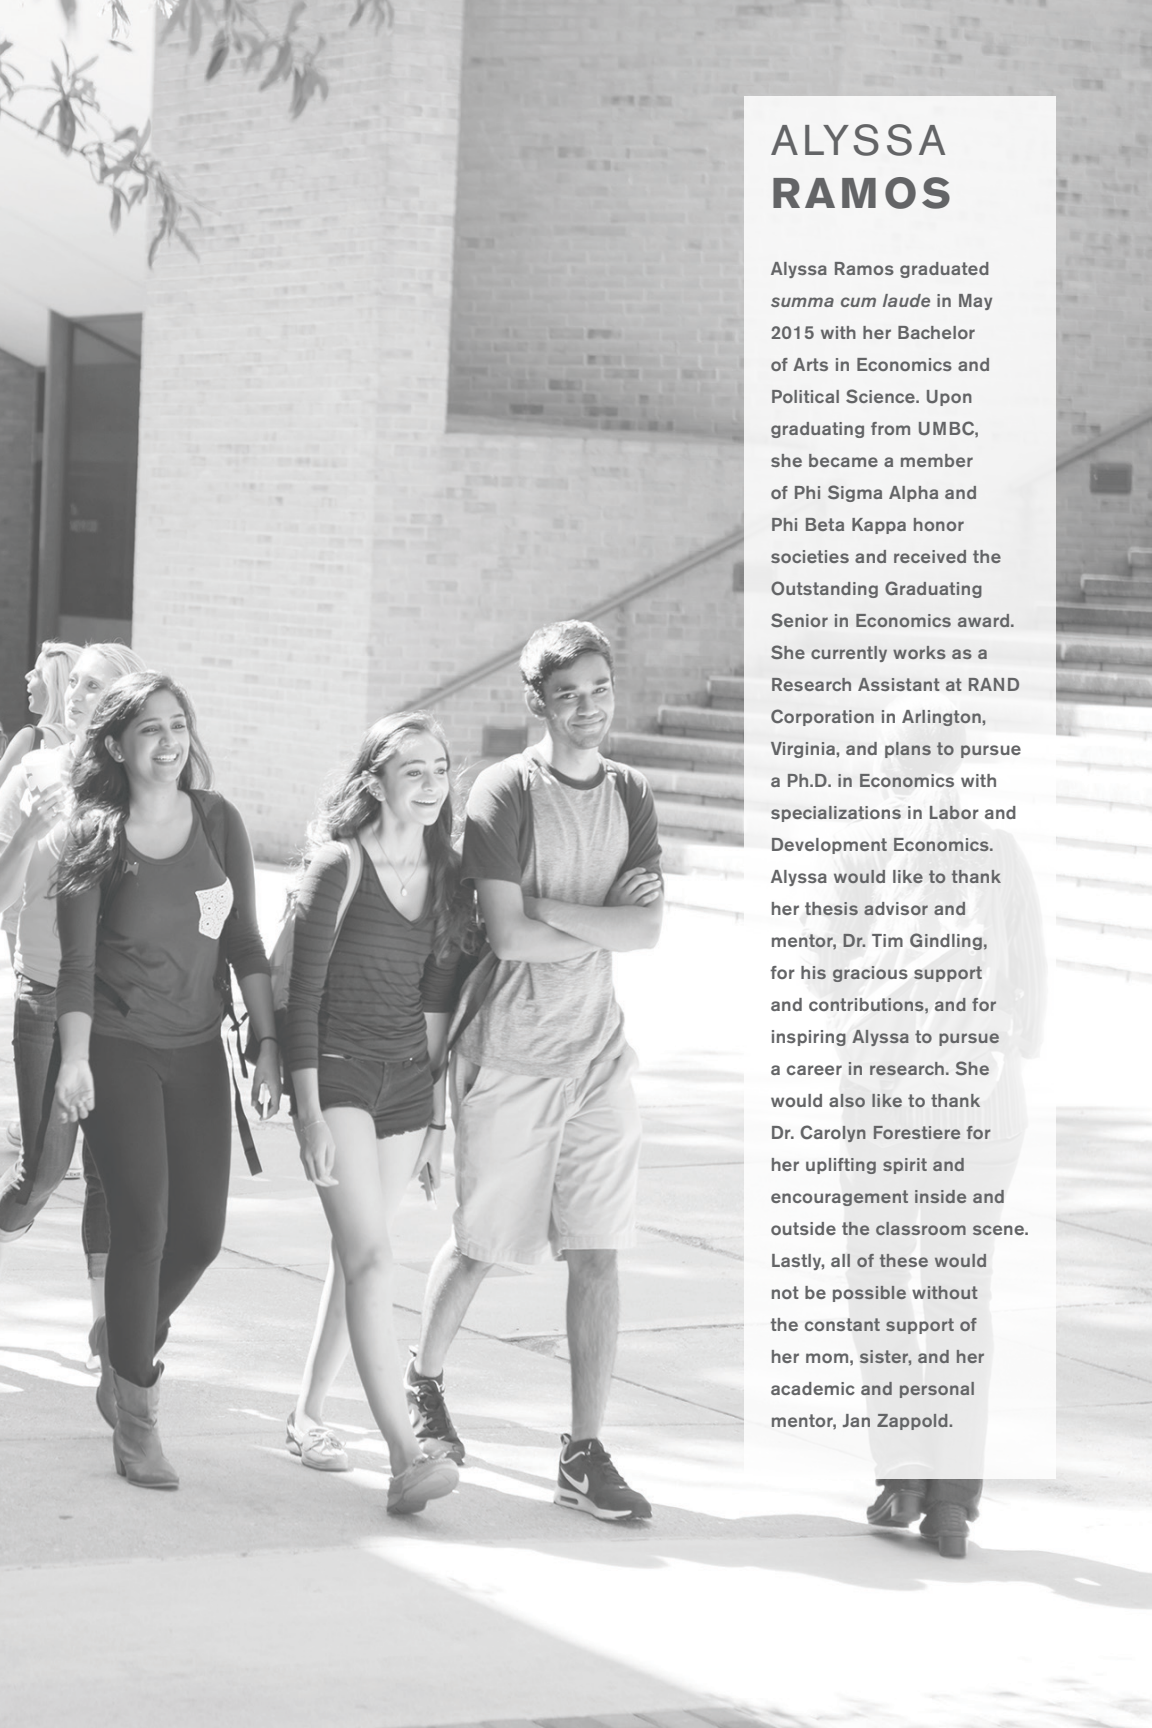 ALYSSA
RAMOS
Alyssa Ramos graduated
summa cum laude in May
2015 with her Bachelor
of Arts in Economics and
Political Science. Upon
graduating from UMBC,
she became a member
of Phi Sigma Alpha and
Phi Beta Kappa honor
societies and received the
Outstanding Graduating
Senior in Economics award.
She currently works as a
Research Assistant at RAND
Corporation in Arlington,
Virginia, and plans to pursue
a Ph.D. in Economics with
specializations in Labor and
Development Economics.
Alyssa would like to thank
her thesis advisor and
mentor, Dr. Tim Gindling,
for his gracious support
and contributions, and for
inspiring Alyssa to pursue
a career in research. She
would also like to thank
Dr. Carolyn Forestiere for
her uplifting spirit and
encouragement inside and
outside the classroom scene.
Lastly, all of these would
not be possible without
the constant support of
her mom, sister, and her
academic and personal
mentor, Jan Zappold.